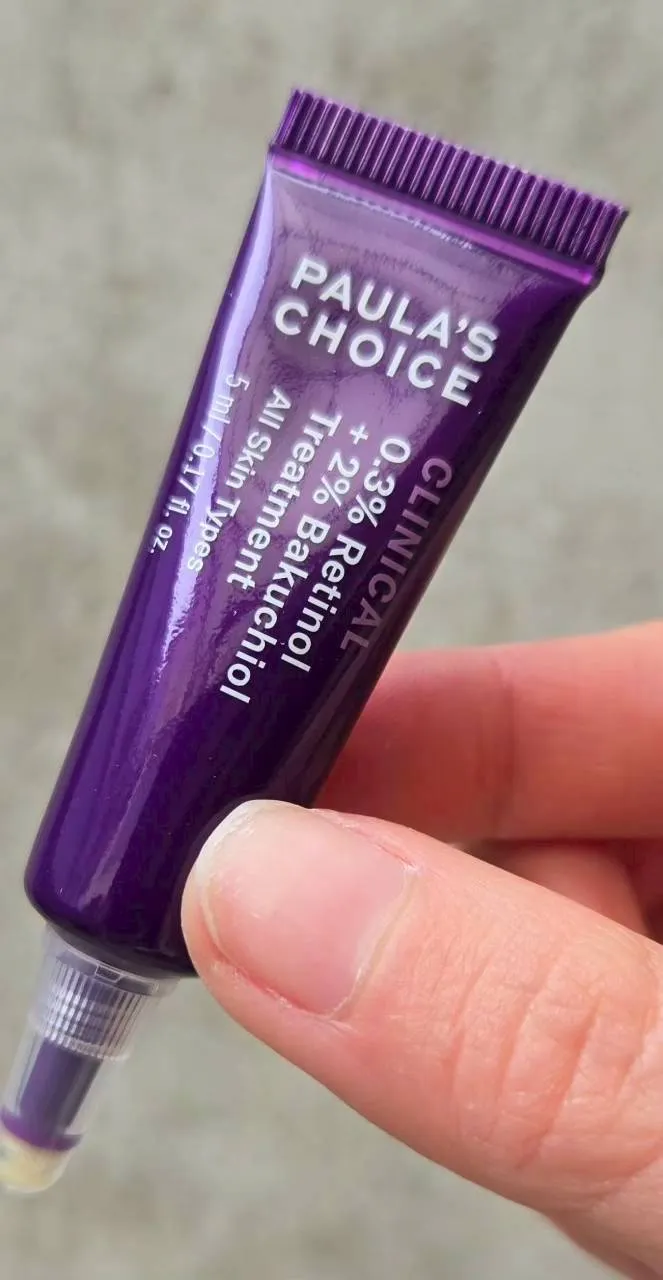 PAULA'S
CHOICE
CLINICAL
0.3% Retinol
+ 2% Bakuchiol
Treatment
All Skin Types
5 ml / 0.17 fl. oz.